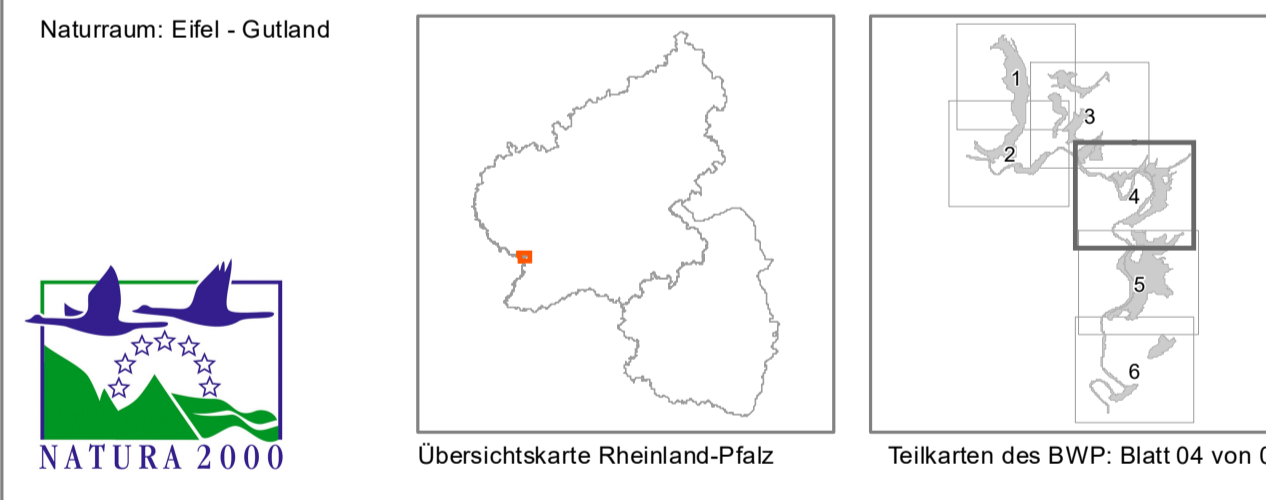 Naturraum: Eifel - Gutland
1
3
2
4
5
6
NATURA 2000
Übersichtskarte Rheinland-Pfalz
Teilkarten des BWP: Blatt 04 von